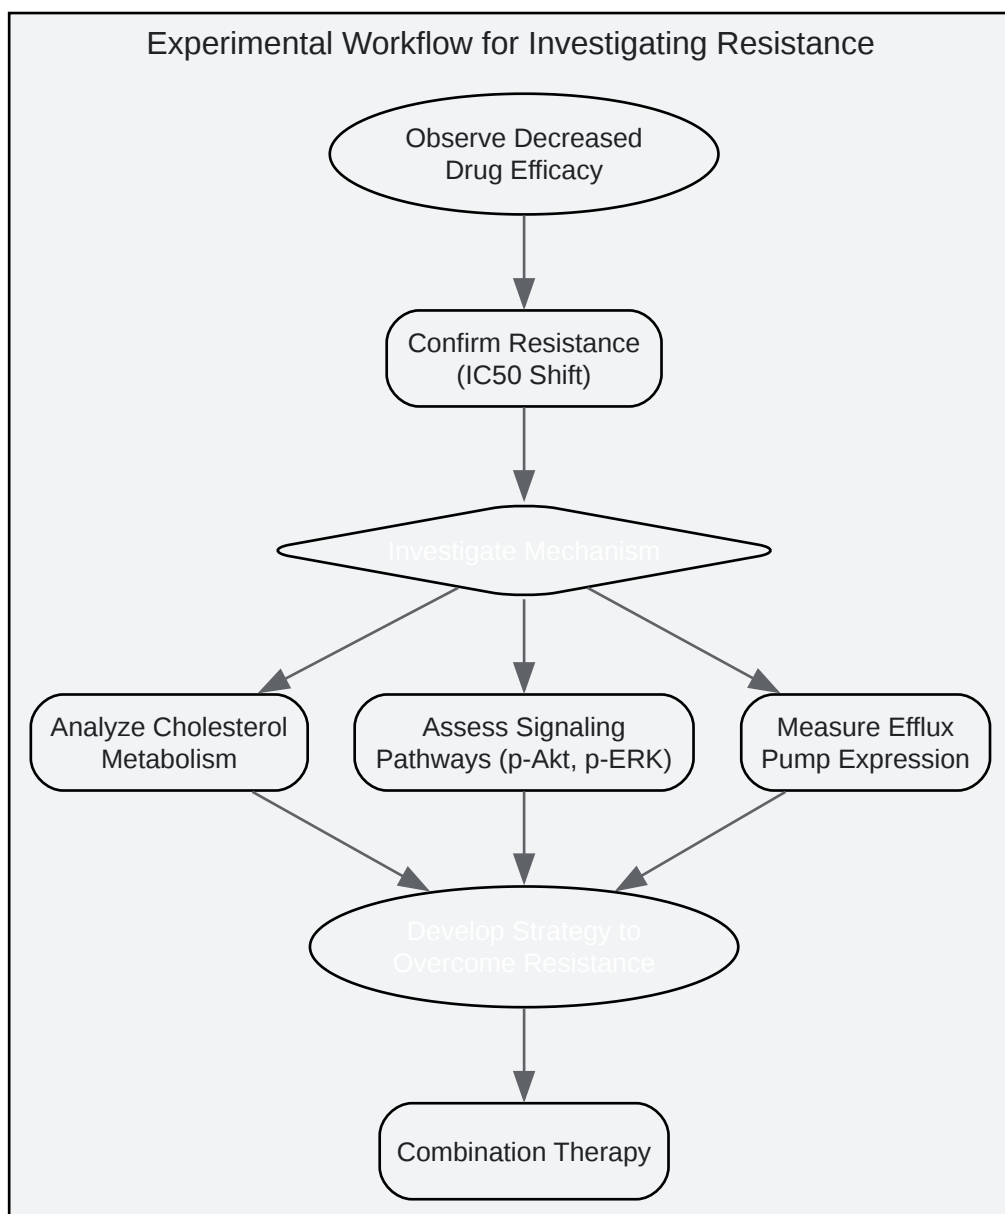 Experimental Workflow for Investigating Resistance
Observe Decreased
Drug Efficacy
Confirm Resistance
(IC50 Shift)
Investigate Mechanism
Analyze Cholesterol
Metabolism
Assess Signaling
Pathways (p-Akt, p-ERK)
Measure Efflux
Pump Expression
Develop Strategy to
Overcome Resistance
Combination Therapy